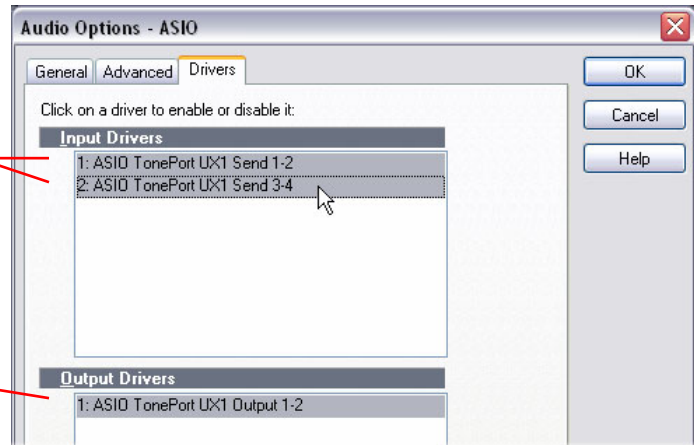 Audio Options - ASIO
General Advanced Drivers
OK
Click on a driver to enable or disable it:
Cancel
Input Drivers
Help
1: ASIO TonePort UX1 Send 1-2
2: ASIO TonePort UX1 Send 3-4
Output Drivers
1: ASIO TonePort UX1 Output 1-2